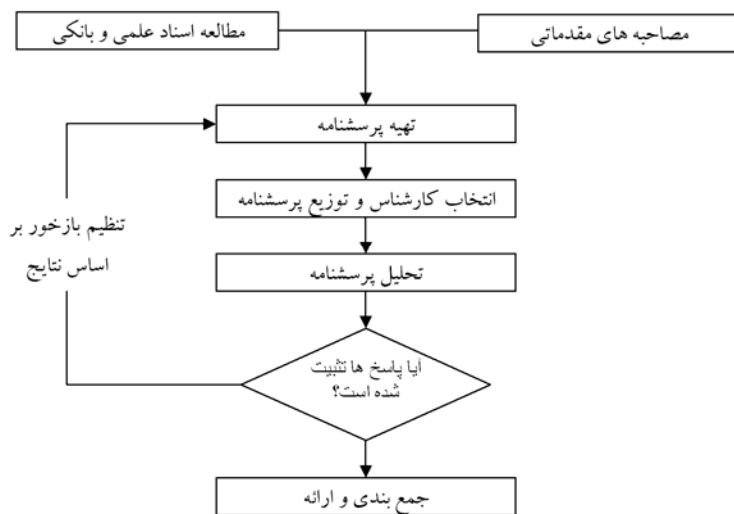 مصاحبه های مقدماتی
مطالعه اسناد علمی و بانکی
تهیه پرسشنامه
انتخاب کارشناس و توزیع پرسشنامه
تحلیل پرسشنامه
تنظیم بازخور بر
اساس نتایج
آیا پاسخ ها تثبیت
شده است؟
جمع بندی و ارائه